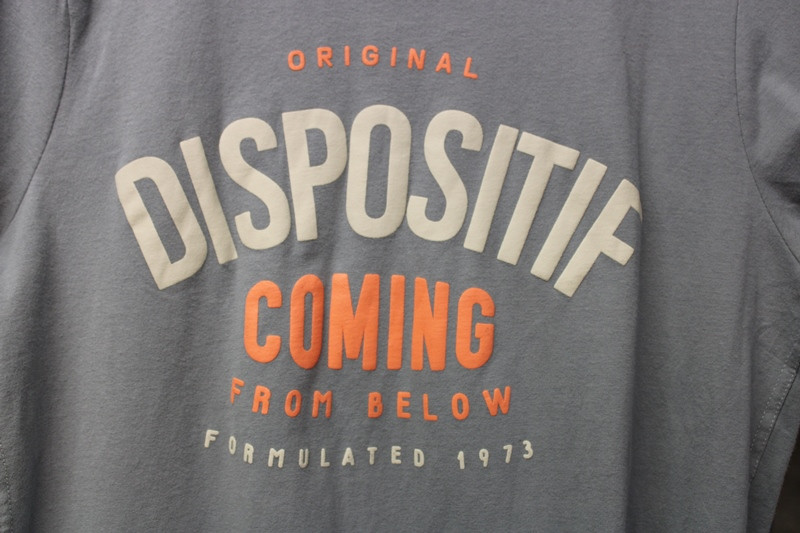 ORIGINAL
DISPOSITIF
COMING
FROM BELOW
FORMULATED 1973